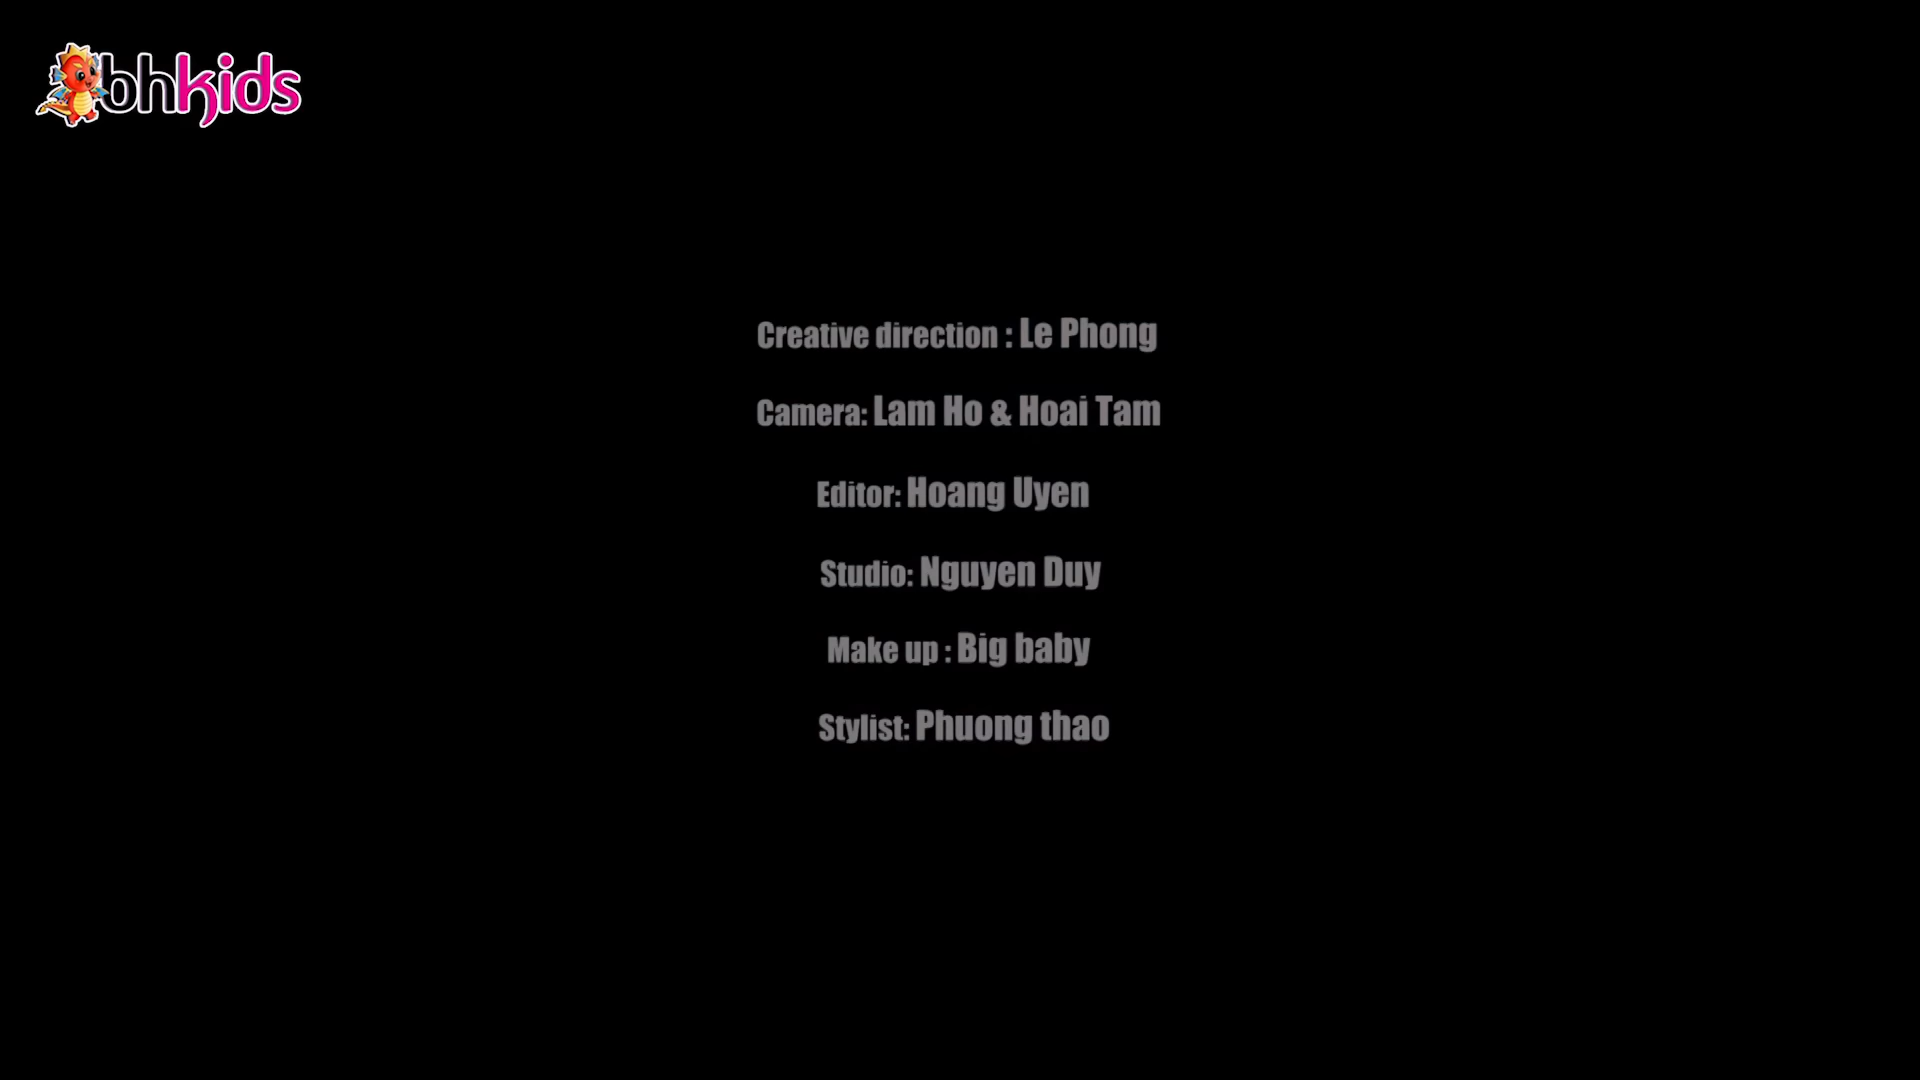 bhkids
Creative direction : Le Phong
Camera: Lam Ho & Hoai Tam
Editor: Hoang Uyen
Studio: Nguyen Duy
Make up : Big baby
Stylist: Phuong thao